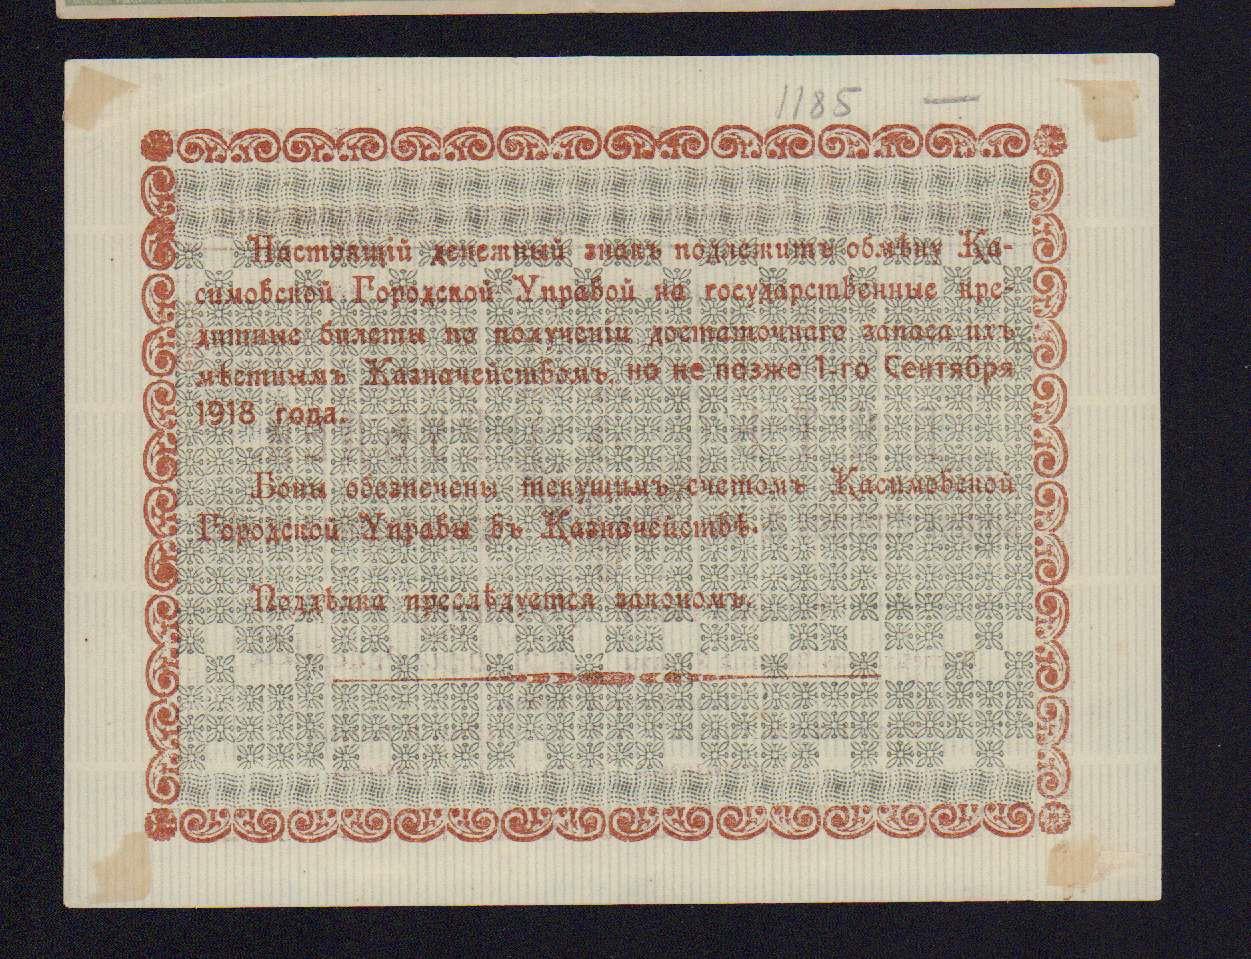 1185 —
Настоящій денежный знакъ подлежитъ обмѣну Ка-
симовской Городской Управой на государственные кре-
дитные билеты по полученіи достаточнаго запаса ихъ
мѣстнымъ Казначействомъ, но не позже 1-го Сентября
1918 года.
Боны обезпечены текущимъ счетомъ Касимовской
Городской Управы въ Казначействѣ.
Поддѣлка преслѣдуется закономъ.